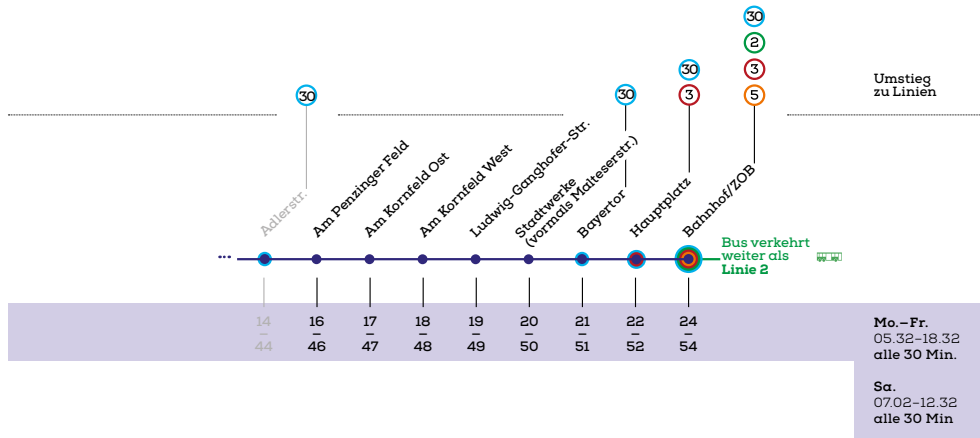 30
2
30
3
30
30
3
5
Umstieg
zu Linien
Adlerstr.
Am Penzinger Feld
Am Kornfeld Ost
Am Kornfeld West
Ludwig-Ganghofer-Str.
Stadtwerke
(vormals Malteserstr.)
Bayertor
Hauptplatz
Bahnhof/ZOB
...
Bus verkehrt
weiter als
Linie 2
14 16 17 18 19 20 21 22 24
– – – – – – – – –
44 46 47 48 49 50 51 52 54
Mo.–Fr.
05.32–18.32
alle 30 Min.
Sa.
07.02–12.32
alle 30 Min